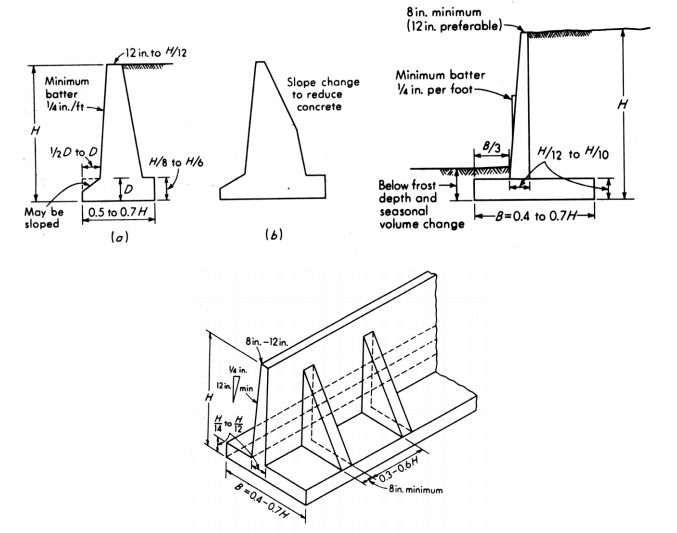 12 in. to H/12
Minimum
batter
1/4 in./ft
H
1/2 D to D
H/8 to H/6
D
May be
sloped
0.5 to 0.7H
(a)
Slope change
to reduce
concrete
(b)
8 in. minimum
(12 in. preferable)
Minimum batter
1/4 in. per foot
H
B/3
H/12 to H/10
Below frost
depth and
seasonal
volume change
B=0.4 to 0.7H
8 in.–12 in.
1/4 in.
12 in.
min
H
H/14 to H/12
0.3-0.6H
8 in. minimum
B=0.4-0.7H